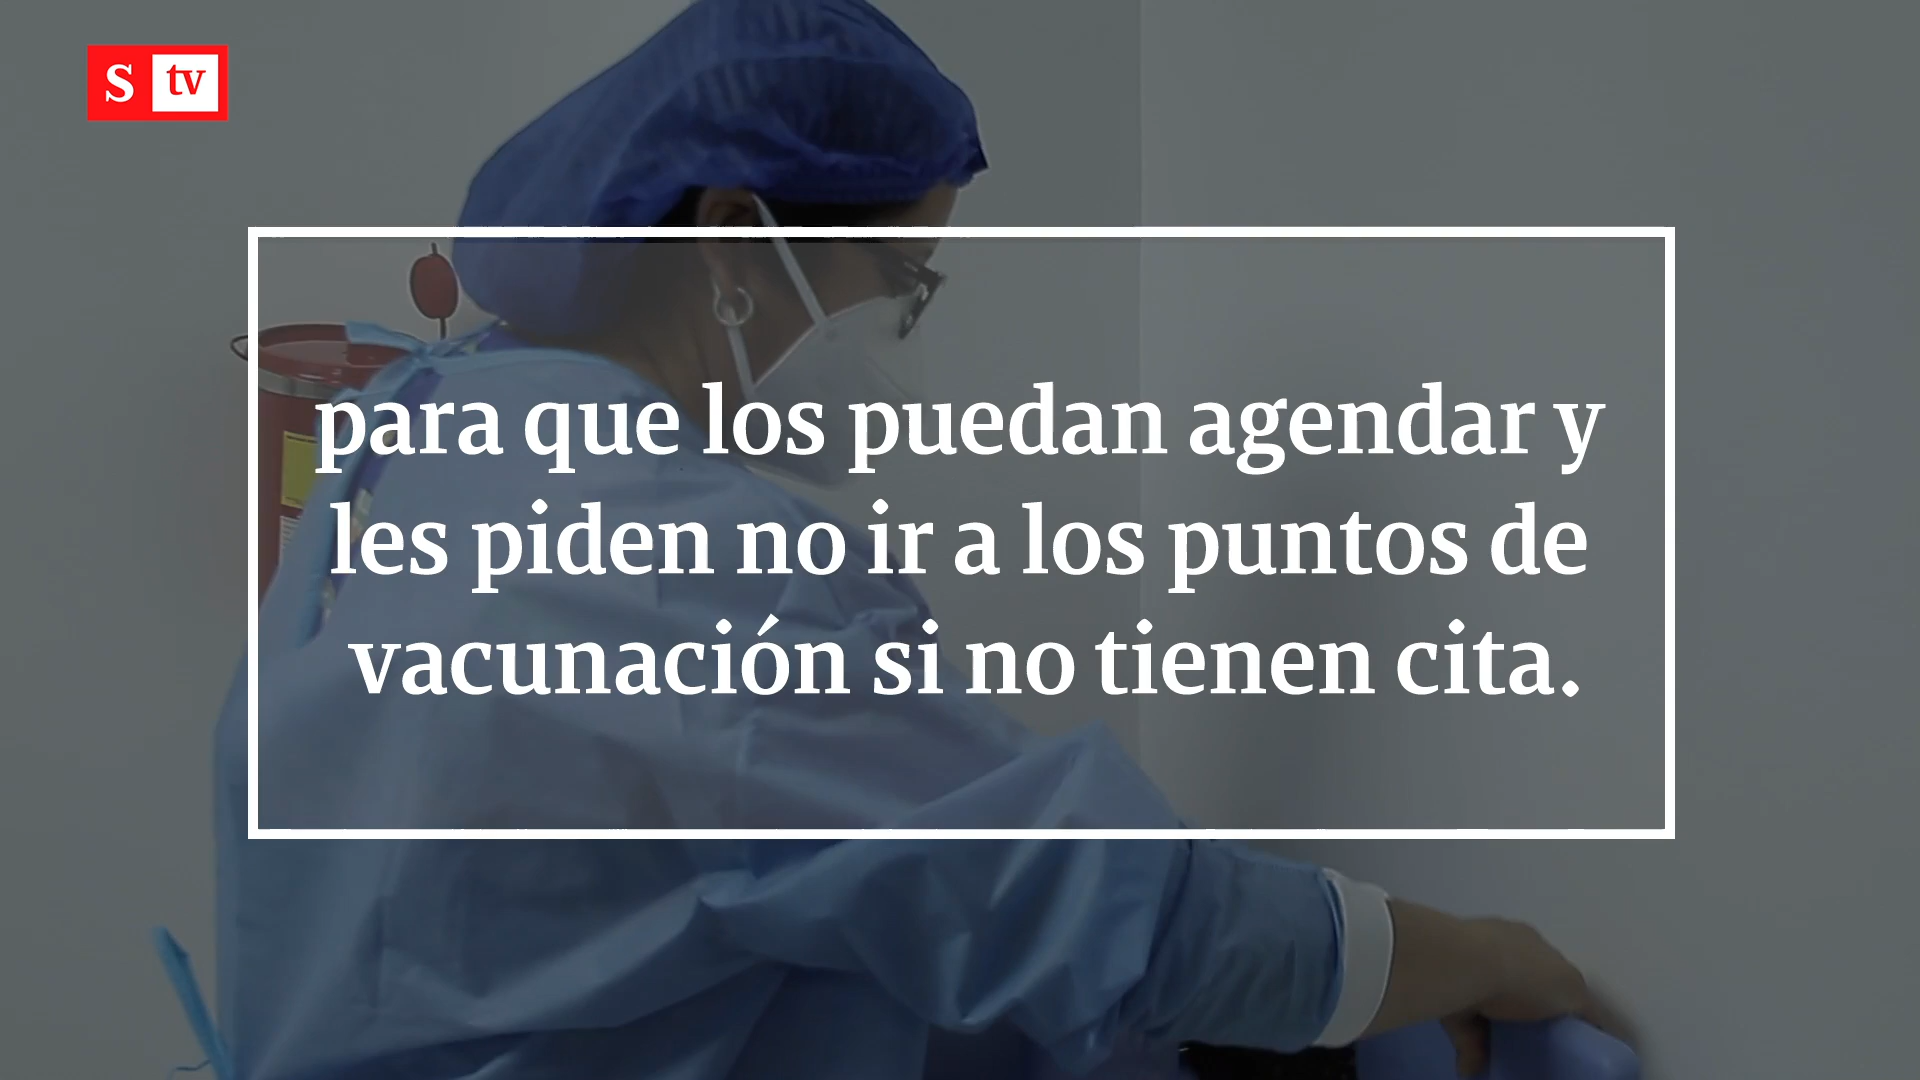 S tv
para que los puedan agendar y
les piden no ir a los puntos de
vacunación si no tienen cita.